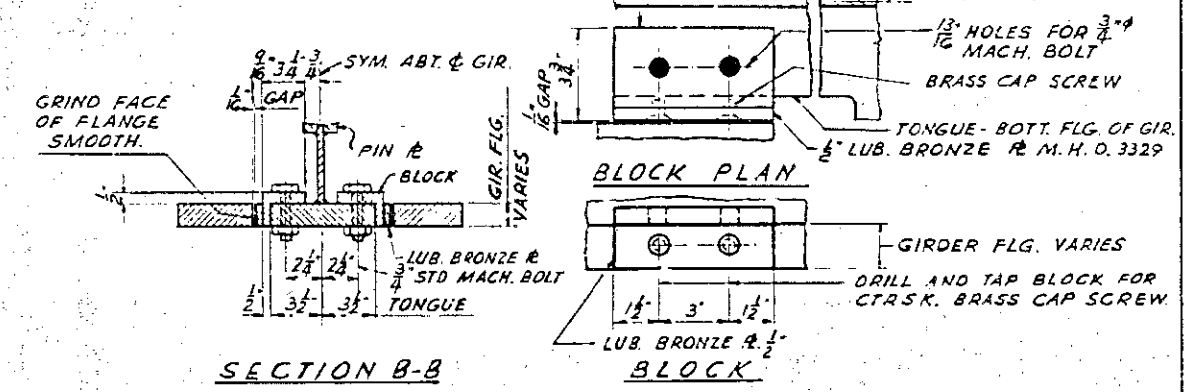 9/16"
3 1/4"
3/4"
SYM. ABT. ℄ GIR.
1/16
GAP
GRIND FACE
OF FLANGE
SMOOTH.
PIN ⅊
BLOCK
1/2"
GIR. FLG.
VARIES
2 1/4"
2 1/4"
LUB. BRONZE ⅊
3/4" STD MACH. BOLT
1/2
3 1/2"
3 1/2"
TONGUE
SECTION B-B
13/16" HOLES FOR 3/4"⌀
MACH. BOLT
BRASS CAP SCREW
1/16" GAP
3 3/4"
TONGUE - BOTT. FLG. OF GIR.
1/2" LUB. BRONZE ⅊ M.H.O. 3329
BLOCK PLAN
GIRDER FLG. VARIES
DRILL AND TAP BLOCK FOR
CTRSK. BRASS CAP SCREW.
1 1/2"
3"
1 1/2"
LUB. BRONZE ⅊ 1/2"
BLOCK